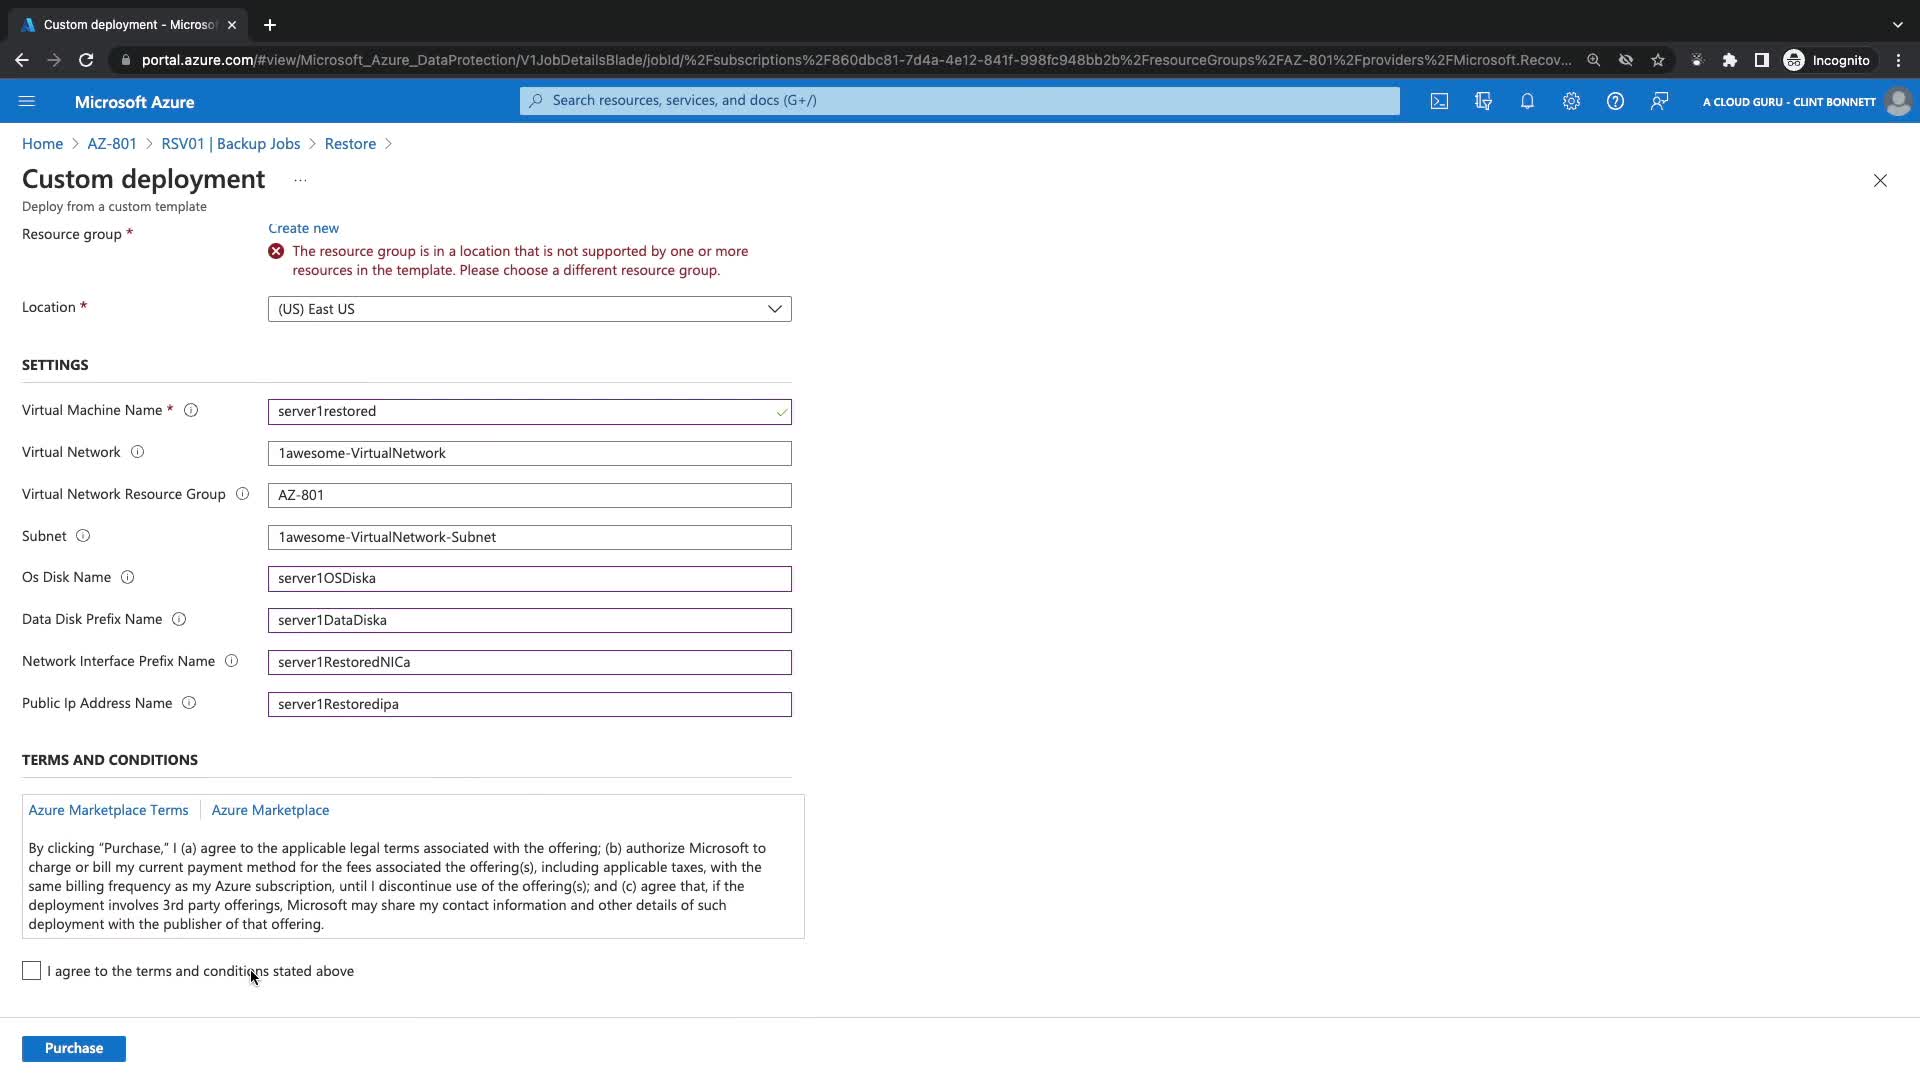 Custom deployment - Microso
portal.azure.com/#view/Microsoft_Azure_DataProtection/V1JobDetailsBlade/jobId/%2Fsubscriptions%2F860dbc81-7d4a-4e12-841f-998fc948bb2b%2FresourceGroups%2FAZ-801%2Fproviders%2FMicrosoft.Recov...
Incognito
Microsoft Azure
Search resources, services, and docs (G+/)
A CLOUD GURU - CLINT BONNETT
Home > AZ-801 > RSV01 | Backup Jobs > Restore >
Custom deployment ...
Deploy from a custom template
Create new
Resource group *
The resource group is in a location that is not supported by one or more
resources in the template. Please choose a different resource group.
Location *
(US) East US
SETTINGS
Virtual Machine Name *
server1restored
Virtual Network
1awesome-VirtualNetwork
Virtual Network Resource Group
AZ-801
Subnet
1awesome-VirtualNetwork-Subnet
Os Disk Name
server1OSDiska
Data Disk Prefix Name
server1DataDiska
Network Interface Prefix Name
server1RestoredNICa
Public Ip Address Name
server1Restoredipa
TERMS AND CONDITIONS
Azure Marketplace Terms | Azure Marketplace
By clicking “Purchase,” I (a) agree to the applicable legal terms associated with the offering; (b) authorize Microsoft to
charge or bill my current payment method for the fees associated the offering(s), including applicable taxes, with the
same billing frequency as my Azure subscription, until I discontinue use of the offering(s); and (c) agree that, if the
deployment involves 3rd party offerings, Microsoft may share my contact information and other details of such
deployment with the publisher of that offering.
I agree to the terms and conditions stated above
Purchase